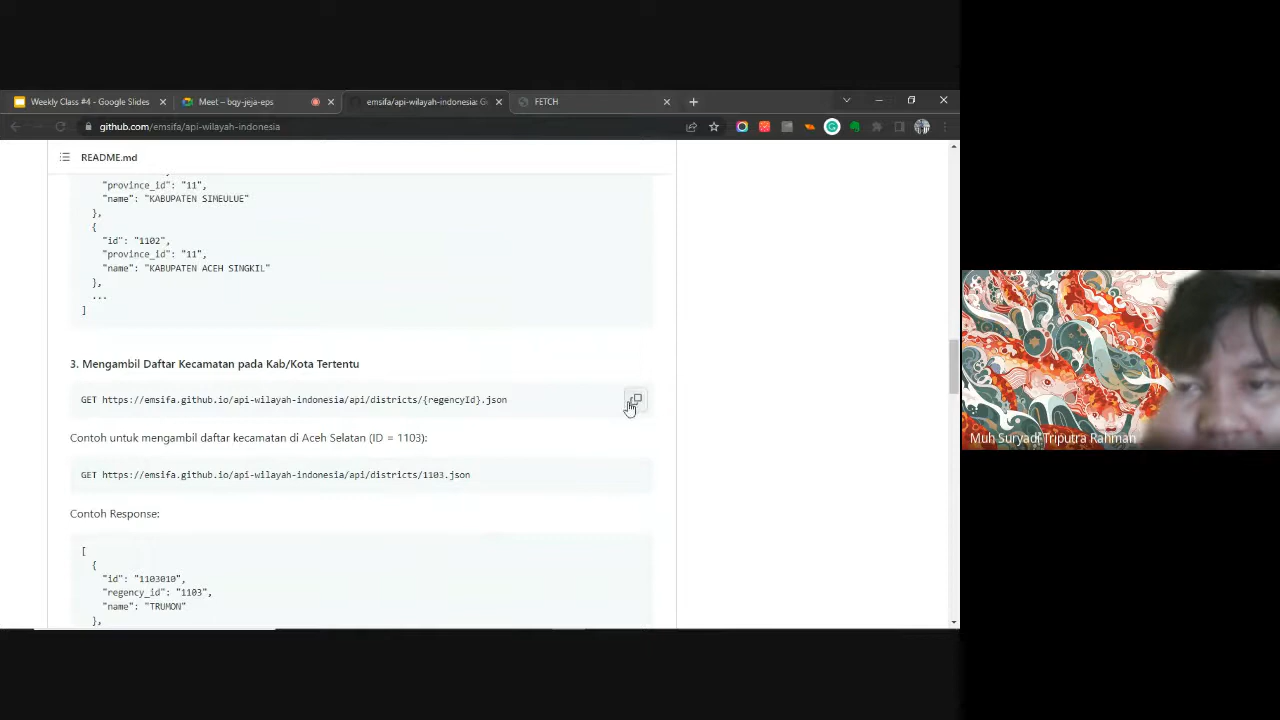 Weekly Class #4 - Google Slides
Meet – bqy-jeja-eps
emsifa/api-wilayah-indonesia: G
FETCH
github.com/emsifa/api-wilayah-indonesia
README.md
"province_id": "11",
"name": "KABUPATEN SIMEULUE"
},
{
"id": "1102",
"province_id": "11",
"name": "KABUPATEN ACEH SINGKIL"
},
...
]
3. Mengambil Daftar Kecamatan pada Kab/Kota Tertentu
GET https://emsifa.github.io/api-wilayah-indonesia/api/districts/{regencyId}.json
Contoh untuk mengambil daftar kecamatan di Aceh Selatan (ID = 1103):
GET https://emsifa.github.io/api-wilayah-indonesia/api/districts/1103.json
Contoh Response:
[
{
"id": "1103010",
"regency_id": "1103",
"name": "TRUMON"
},
Muh Suryadi Triputra Rahman